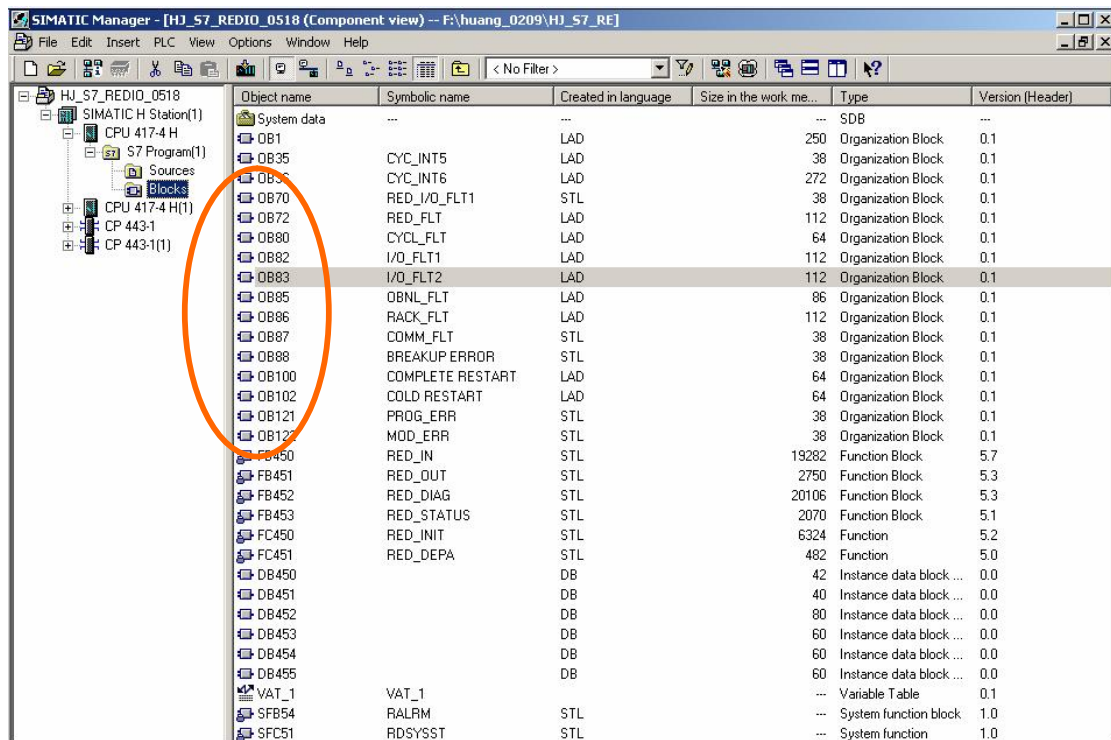 SIMATIC Manager - [HJ_S7_REDIO_0518 (Component view) -- F:\huang_0209\HJ_S7_RE]
File Edit Insert PLC View Options Window Help
< No Filter >
HJ_S7_REDIO_0518
SIMATIC H Station(1)
CPU 417-4 H
S7 Program(1)
Sources
Blocks
CPU 417-4 H(1)
CP 443-1
CP 443-1(1)
Object name Symbolic name Created in language Size in the work me... Type Version (Header)
System data --- --- --- SDB ---
OB1 LAD 250 Organization Block 0.1
OB35 CYC_INT5 LAD 38 Organization Block 0.1
OB36 CYC_INT6 LAD 272 Organization Block 0.1
OB70 RED_I/O_FLT1 STL 38 Organization Block 0.1
OB72 RED_FLT LAD 112 Organization Block 0.1
OB80 CYCL_FLT LAD 64 Organization Block 0.1
OB82 I/O_FLT1 LAD 112 Organization Block 0.1
OB83 I/O_FLT2 LAD 112 Organization Block 0.1
OB85 OBNL_FLT LAD 86 Organization Block 0.1
OB86 RACK_FLT LAD 112 Organization Block 0.1
OB87 COMM_FLT STL 38 Organization Block 0.1
OB88 BREAKUP ERROR STL 38 Organization Block 0.1
OB100 COMPLETE RESTART LAD 64 Organization Block 0.1
OB102 COLD RESTART LAD 64 Organization Block 0.1
OB121 PROG_ERR STL 38 Organization Block 0.1
OB122 MOD_ERR STL 38 Organization Block 0.1
FB450 RED_IN STL 19282 Function Block 5.7
FB451 RED_OUT STL 2750 Function Block 5.3
FB452 RED_DIAG STL 20106 Function Block 5.3
FB453 RED_STATUS STL 2070 Function Block 5.1
FC450 RED_INIT STL 6324 Function 5.2
FC451 RED_DEPA STL 482 Function 5.0
DB450 DB 42 Instance data block ... 0.0
DB451 DB 40 Instance data block ... 0.0
DB452 DB 80 Instance data block ... 0.0
DB453 DB 60 Instance data block ... 0.0
DB454 DB 60 Instance data block ... 0.0
DB455 DB 60 Instance data block ... 0.0
VAT_1 VAT_1 --- Variable Table 0.1
SFB54 RALRM STL --- System function block 1.0
SFC51 RDSYSST STL --- System function 1.0